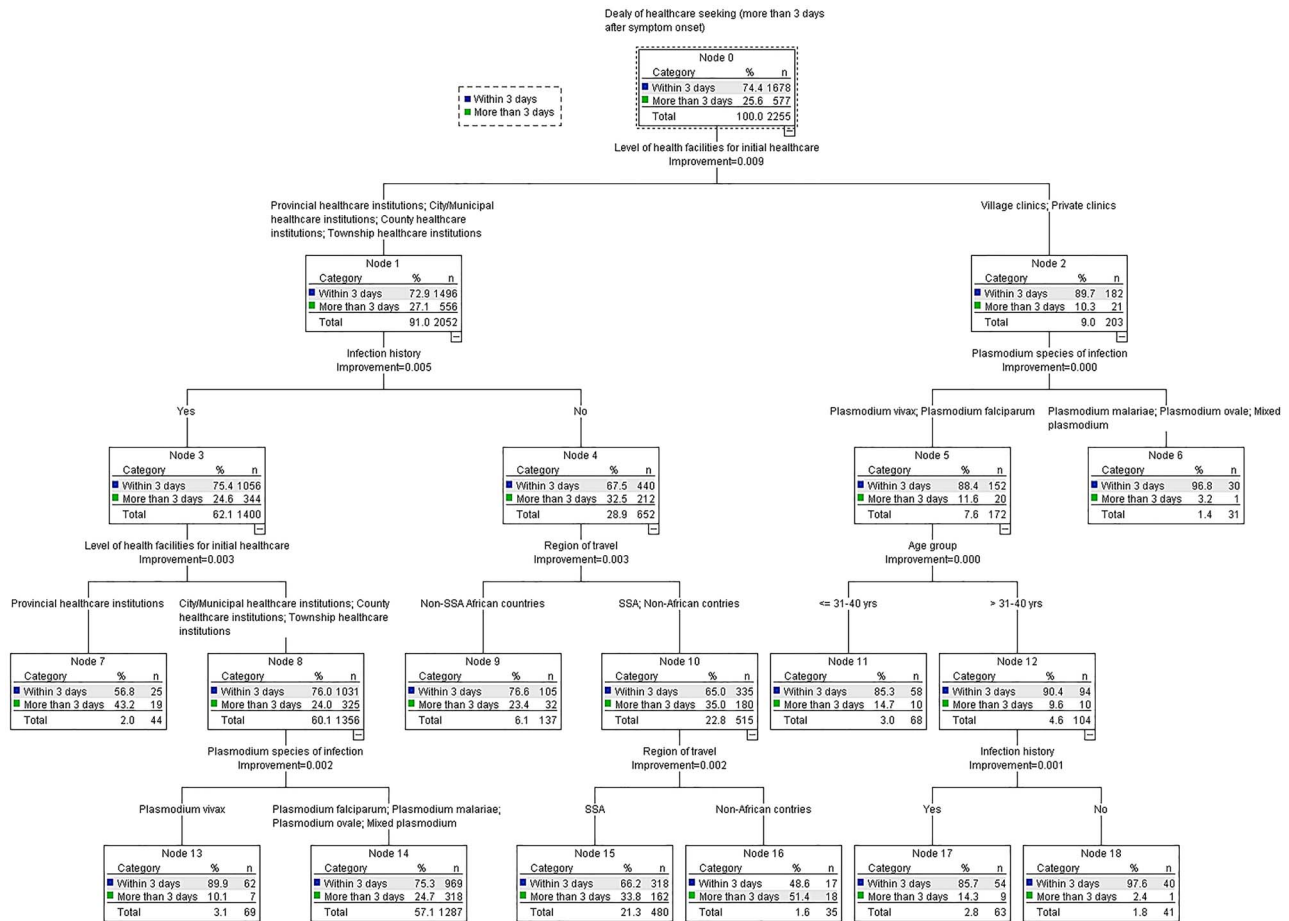 Dealy of healthcare seeking (more than 3 days
after symptom onset)
Node 0
Category % n
Within 3 days 74.4 1678
More than 3 days 25.6 577
Total 100.0 2255
Within 3 days
More than 3 days
Level of health facilities for initial healthcare
Improvement=0.009
Provincial healthcare institutions; City/Municipal
healthcare institutions; County healthcare
institutions; Township healthcare institutions
Village clinics; Private clinics
Node 1
Category % n
Within 3 days 72.9 1496
More than 3 days 27.1 556
Total 91.0 2052
Node 2
Category % n
Within 3 days 89.7 182
More than 3 days 10.3 21
Total 9.0 203
Infection history
Improvement=0.005
Plasmodium species of infection
Improvement=0.000
Yes
No
Plasmodium vivax; Plasmodium falciparum
Plasmodium malariae; Plasmodium ovale; Mixed
plasmodium
Node 3
Category % n
Within 3 days 75.4 1056
More than 3 days 24.6 344
Total 62.1 1400
Node 4
Category % n
Within 3 days 67.5 440
More than 3 days 32.5 212
Total 28.9 652
Node 5
Category % n
Within 3 days 88.4 152
More than 3 days 11.6 20
Total 7.6 172
Node 6
Category % n
Within 3 days 96.8 30
More than 3 days 3.2 1
Total 1.4 31
Level of health facilities for initial healthcare
Improvement=0.003
Region of travel
Improvement=0.003
Age group
Improvement=0.000
Provincial healthcare institutions
City/Municipal healthcare institutions; County
healthcare institutions; Township healthcare
institutions
Non-SSA African countries
SSA; Non-African contries
<= 31-40 yrs
> 31-40 yrs
Node 7
Category % n
Within 3 days 56.8 25
More than 3 days 43.2 19
Total 2.0 44
Node 8
Category % n
Within 3 days 76.0 1031
More than 3 days 24.0 325
Total 60.1 1356
Node 9
Category % n
Within 3 days 76.6 105
More than 3 days 23.4 32
Total 6.1 137
Node 10
Category % n
Within 3 days 65.0 335
More than 3 days 35.0 180
Total 22.8 515
Node 11
Category % n
Within 3 days 85.3 58
More than 3 days 14.7 10
Total 3.0 68
Node 12
Category % n
Within 3 days 90.4 94
More than 3 days 9.6 10
Total 4.6 104
Plasmodium species of infection
Improvement=0.002
Region of travel
Improvement=0.002
Infection history
Improvement=0.001
Plasmodium vivax
Plasmodium falciparum; Plasmodium malariae;
Plasmodium ovale; Mixed plasmodium
SSA
Non-African contries
Yes
No
Node 13
Category % n
Within 3 days 89.9 62
More than 3 days 10.1 7
Total 3.1 69
Node 14
Category % n
Within 3 days 75.3 969
More than 3 days 24.7 318
Total 57.1 1287
Node 15
Category % n
Within 3 days 66.2 318
More than 3 days 33.8 162
Total 21.3 480
Node 16
Category % n
Within 3 days 48.6 17
More than 3 days 51.4 18
Total 1.6 35
Node 17
Category % n
Within 3 days 85.7 54
More than 3 days 14.3 9
Total 2.8 63
Node 18
Category % n
Within 3 days 97.6 40
More than 3 days 2.4 1
Total 1.8 41